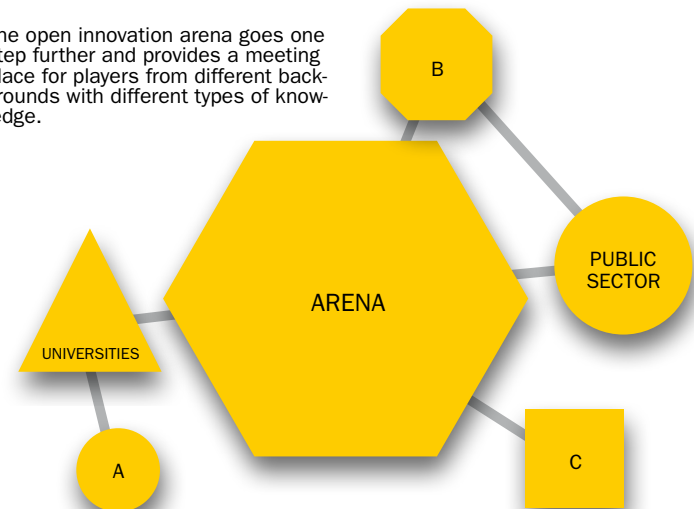 he open innovation arena goes one
tep further and provides a meeting
lace for players from different back-
rounds with different types of know-
edge.
B
PUBLIC
SECTOR
ARENA
UNIVERSITIES
A
C